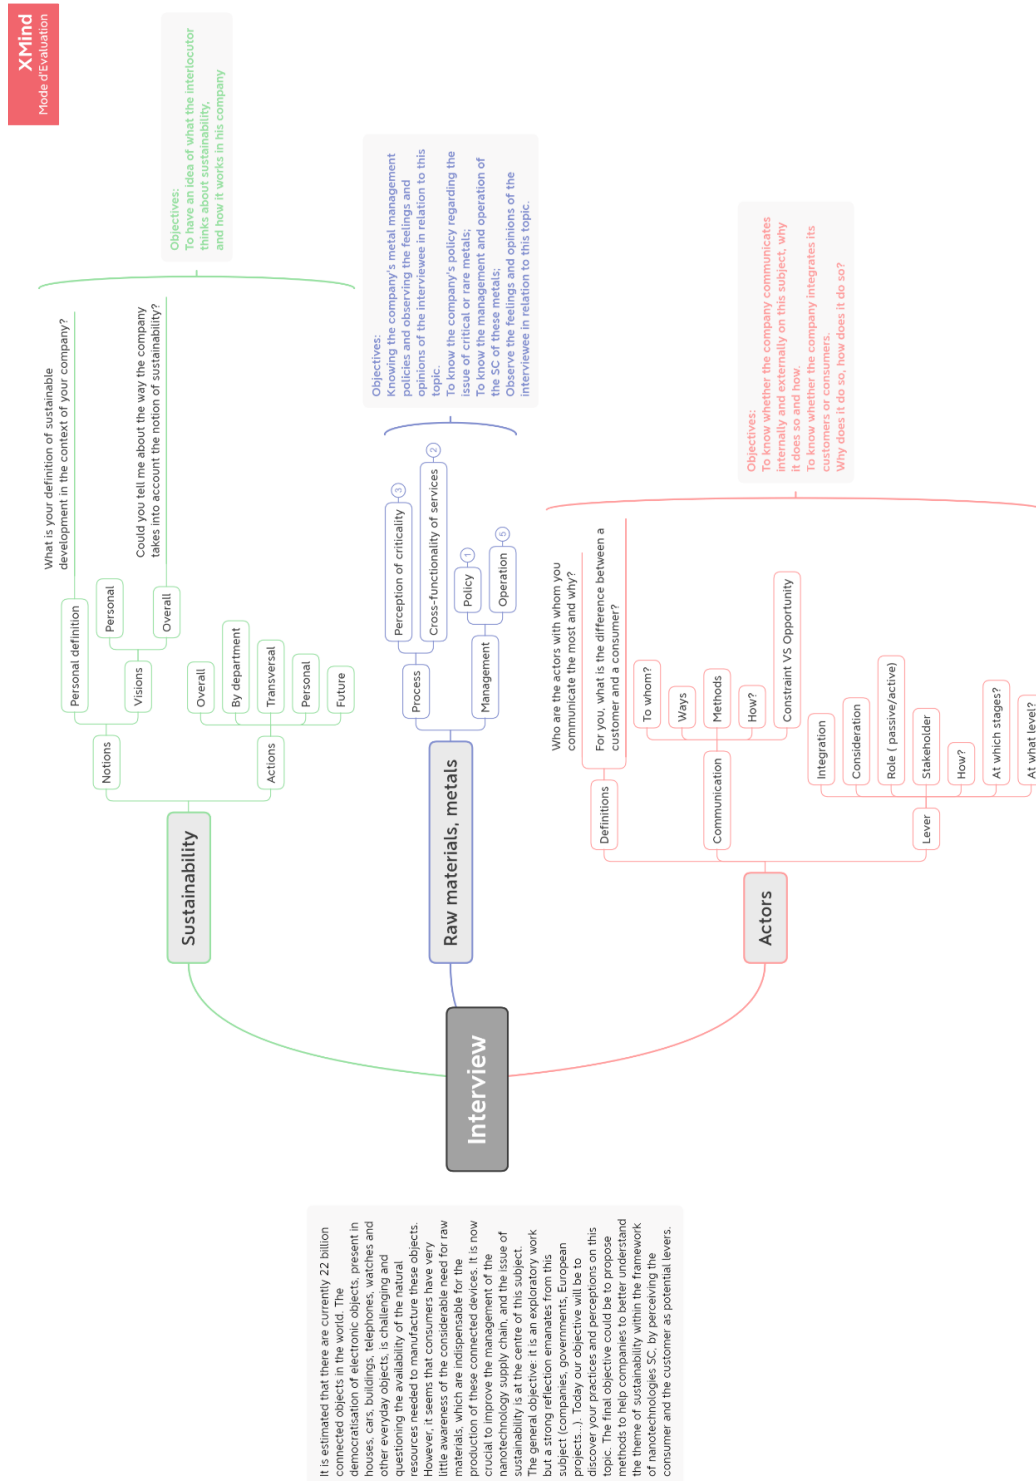 XMind
Mode d'Evaluation
It is estimated that there are currently 22 billion
connected objects in the world. The
democratisation of electronic objects, present in
houses, cars, buildings, telephones, watches and
other everyday objects, is challenging and
questioning the availability of the natural
resources needed to manufacture these objects.
However, it seems that consumers have very
little awareness of the considerable need for raw
materials, which are indispensable for the
production of these connected devices. It is now
crucial to improve the management of the
nanotechnology supply chain, and the issue of
sustainability is at the centre of this subject.
The general objective: it is an exploratory work
but a strong reflection emanates from this
subject (companies, governments, European
projects...). Today our objective will be to
discover your practices and perceptions on this
topic. The final objective could be to propose
methods to help companies to better understand
the theme of sustainability within the framework
of nanotechnologies SC, by perceiving the
consumer and the customer as potential levers.
Interview
Sustainability
Notions
Personal definition
What is your definition of sustainable
development in the context of your company?
Visions
Personal
Overall
Could you tell me about the way the company
takes into account the notion of sustainability?
Actions
Overall
By department
Transversal
Personal
Future
Objectives:
To have an idea of what the interlocutor
thinks about sustainability,
and how it works in his company
Raw materials, metals
Process
Perception of criticality
3
Cross-functionality of services
2
Management
Policy
1
Operation
5
Objectives:
Knowing the company's metal management
policies and observing the feelings and
opinions of the interviewee in relation to this
topic.
To know the company's policy regarding the
issue of critical or rare metals;
To know the management and operation of
the SC of these metals;
Observe the feelings and opinions of the
interviewee in relation to this topic.
Actors
Definitions
Who are the actors with whom you
communicate the most and why?
For you, what is the difference between a
customer and a consumer?
Communication
To whom?
Ways
Methods
How?
Constraint VS Opportunity
Lever
Integration
Consideration
Role ( passive/active)
Stakeholder
How?
At which stages?
At what level?
Objectives:
To know whether the company communicates
internally and externally on this subject, why
it does so and how.
To know whether the company integrates its
customers or consumers.
Why does it do so, how does it do so?